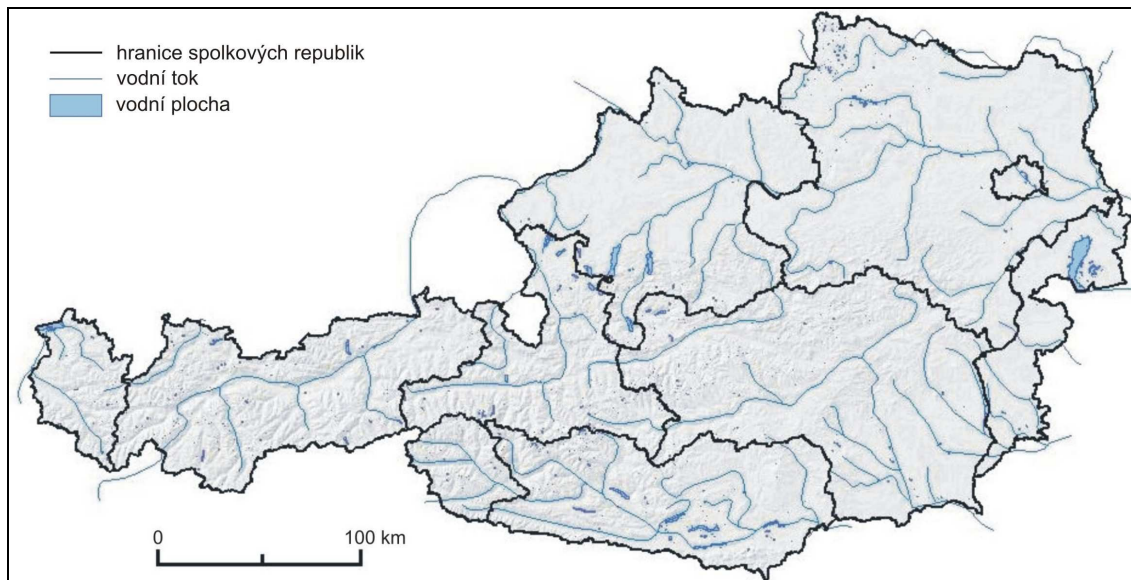 hranice spolkových republik
vodní tok
vodní plocha
0 100 km